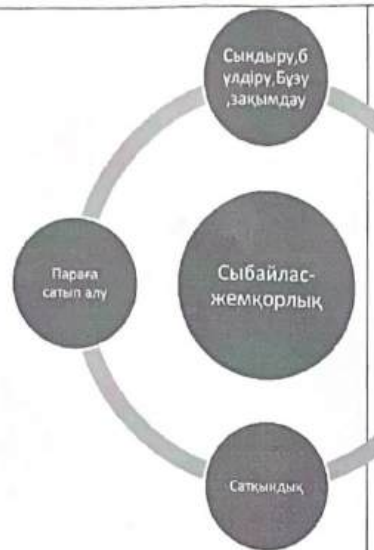 Сындыру,б
үлдіру,Бұзу
,зақымдау
Параға
сатып алу
Сыбайлас-
жемқорлық
Сатқындық